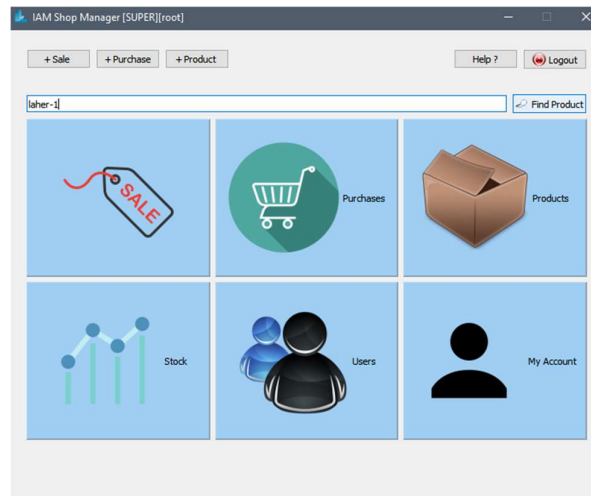 IAM Shop Manager [SUPER][root]
+ Sale + Purchase + Product Help ? Logout
laher-1 Find Product
SALE Purchases Products
Stock Users My Account